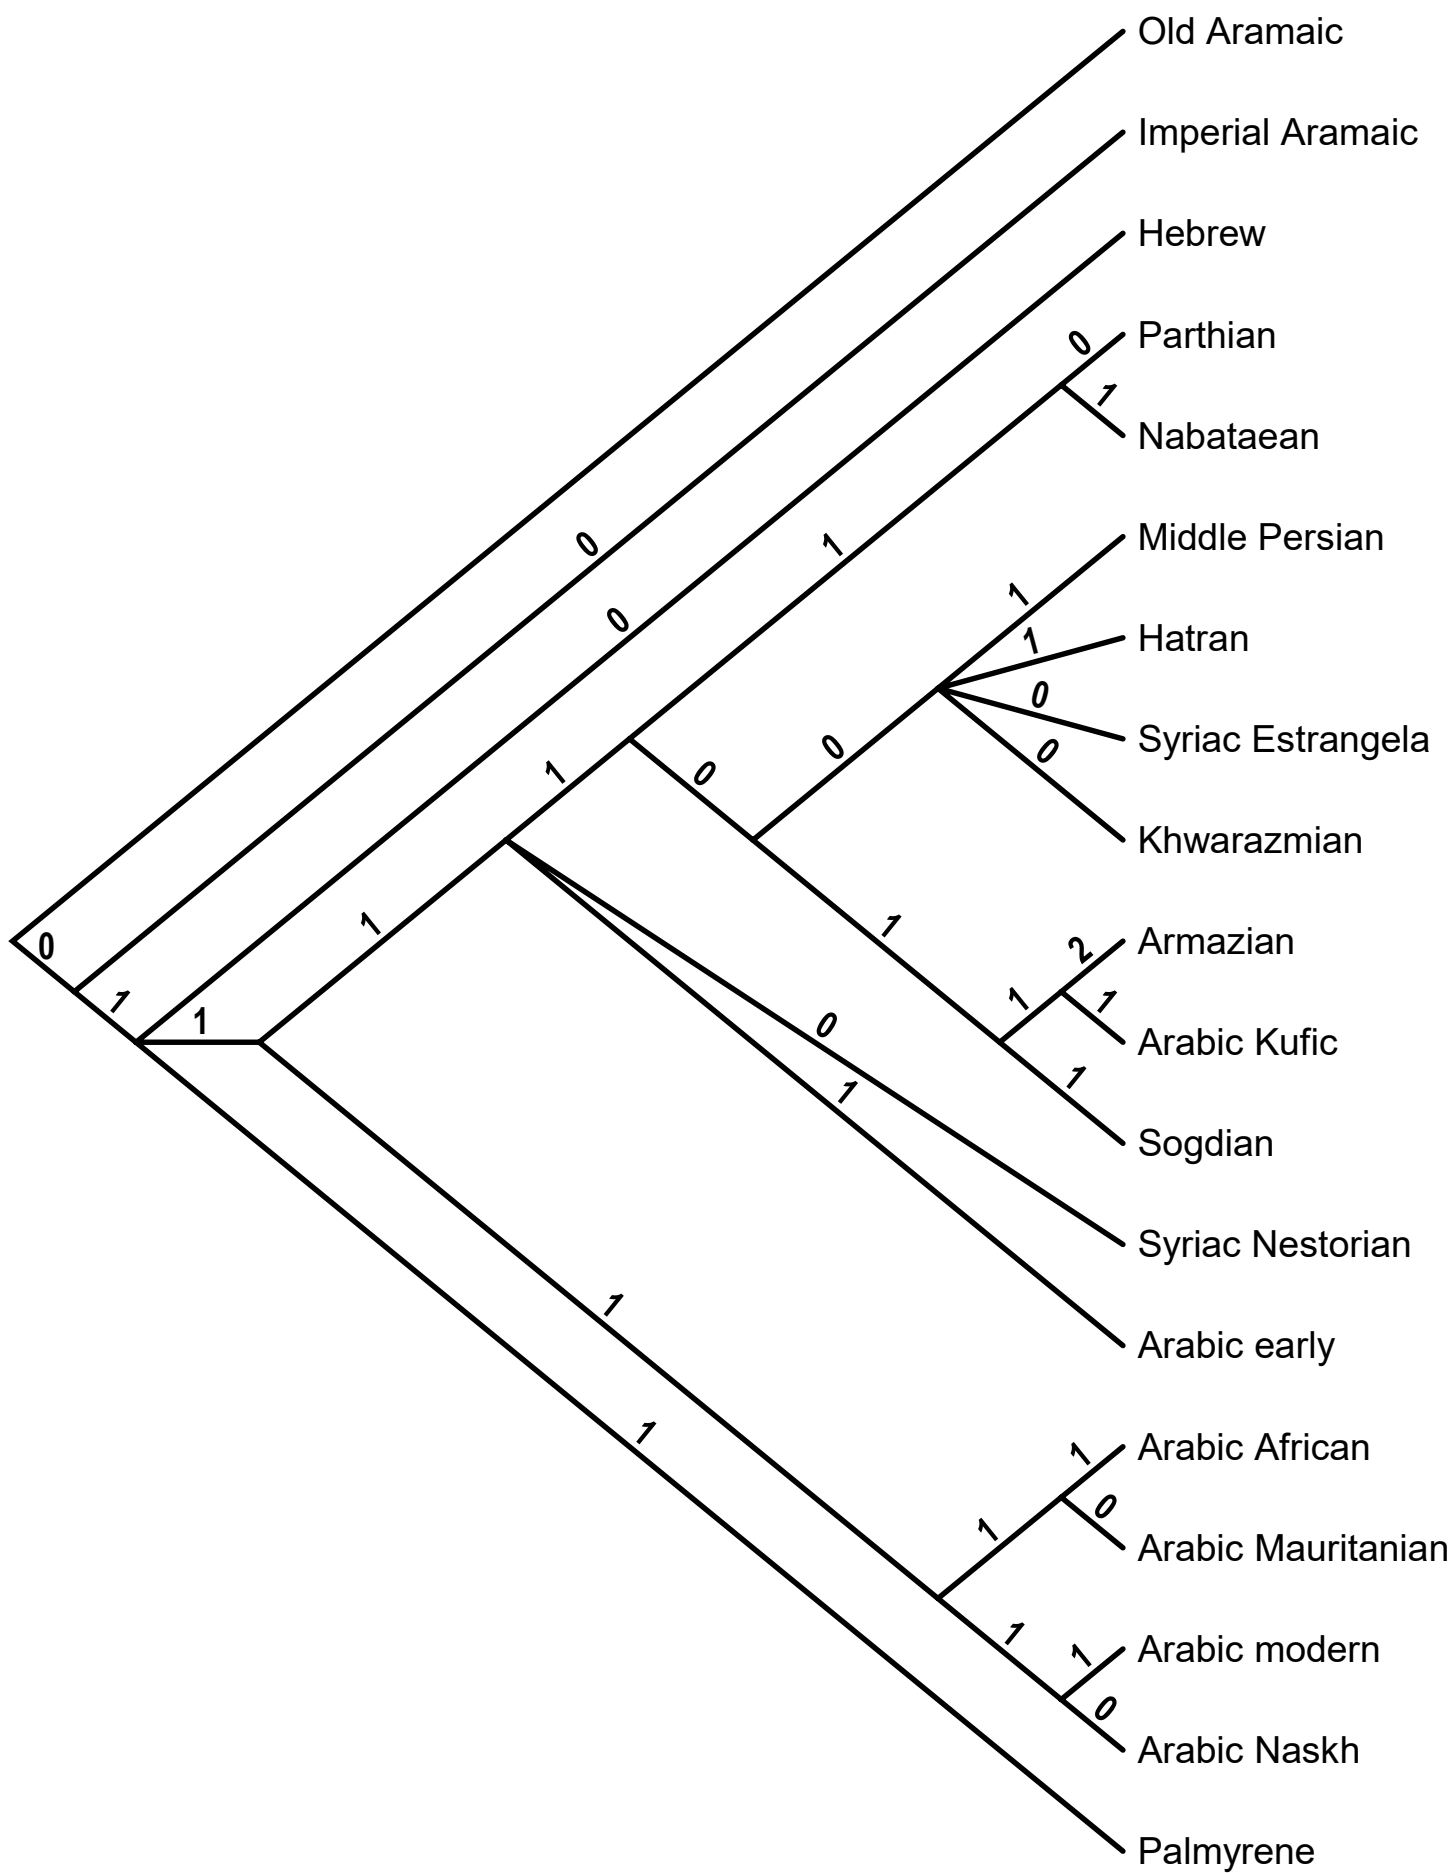 Old Aramaic
Imperial Aramaic
Hebrew
0
Parthian
1
Nabataean
0
1
Middle Persian
1
0
1
Hatran
0
Syriac Estrangela
1
0
0
0
Khwarazmian
1
1
0
2
Armazian
1
1
1
1
Arabic Kufic
0
1
Sogdian
1
Syriac Nestorian
1
Arabic early
1
1
Arabic African
0
1
Arabic Mauritanian
1
1
Arabic modern
0
Arabic Naskh
Palmyrene